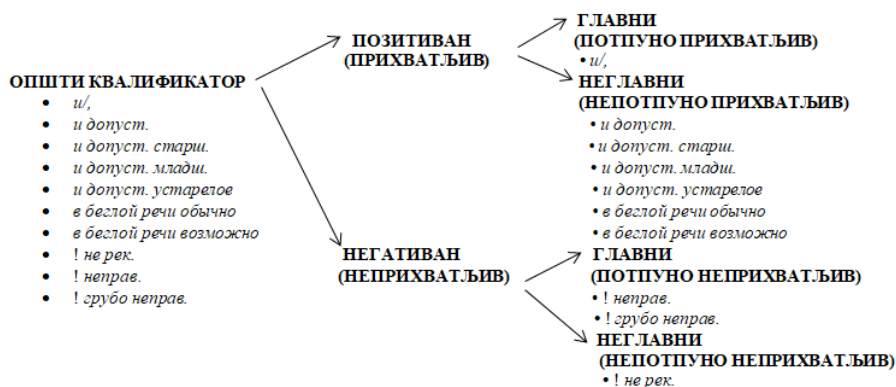 ОПШТИ КВАЛИФИКАТОР
• и/,
• и допуст.
• и допуст. старш.
• и допуст. младш.
• и допуст. устарелое
• в беглой речи обычно
• в беглой речи возможно
• ! не рек.
• ! неправ.
• ! грубо неправ.
ПОЗИТИВАН
(ПРИХВАТЉИВ)
ГЛАВНИ
(ПОТПУНО ПРИХВАТЉИВ)
• и/,
НЕГЛАВНИ
(НЕПОТПУНО ПРИХВАТЉИВ)
• и допуст.
• и допуст. старш.
• и допуст. младш.
• и допуст. устарелое
• в беглой речи обычно
• в беглой речи возможно
НЕГАТИВАН
(НЕПРИХВАТЉИВ)
ГЛАВНИ
(ПОТПУНО НЕПРИХВАТЉИВ)
• ! неправ.
• ! грубо неправ.
НЕГЛАВНИ
(НЕПОТПУНО НЕПРИХВАТЉИВ)
• ! не рек.